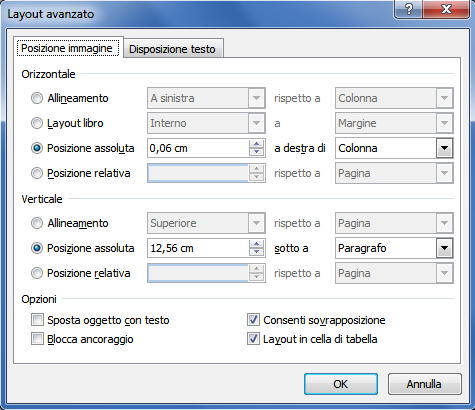 Layout avanzato
Posizione immagine Disposizione testo
Orizzontale
Allineamento A sinistra rispetto a Colonna
Layout libro Interno a Margine
Posizione assoluta 0,06 cm a destra di Colonna
Posizione relativa rispetto a Pagina
Verticale
Allineamento Superiore rispetto a Pagina
Posizione assoluta 12,56 cm sotto a Paragrafo
Posizione relativa rispetto a Pagina
Opzioni
Sposta oggetto con testo Consenti sovrapposizione
Blocca ancoraggio Layout in cella di tabella
OK Annulla